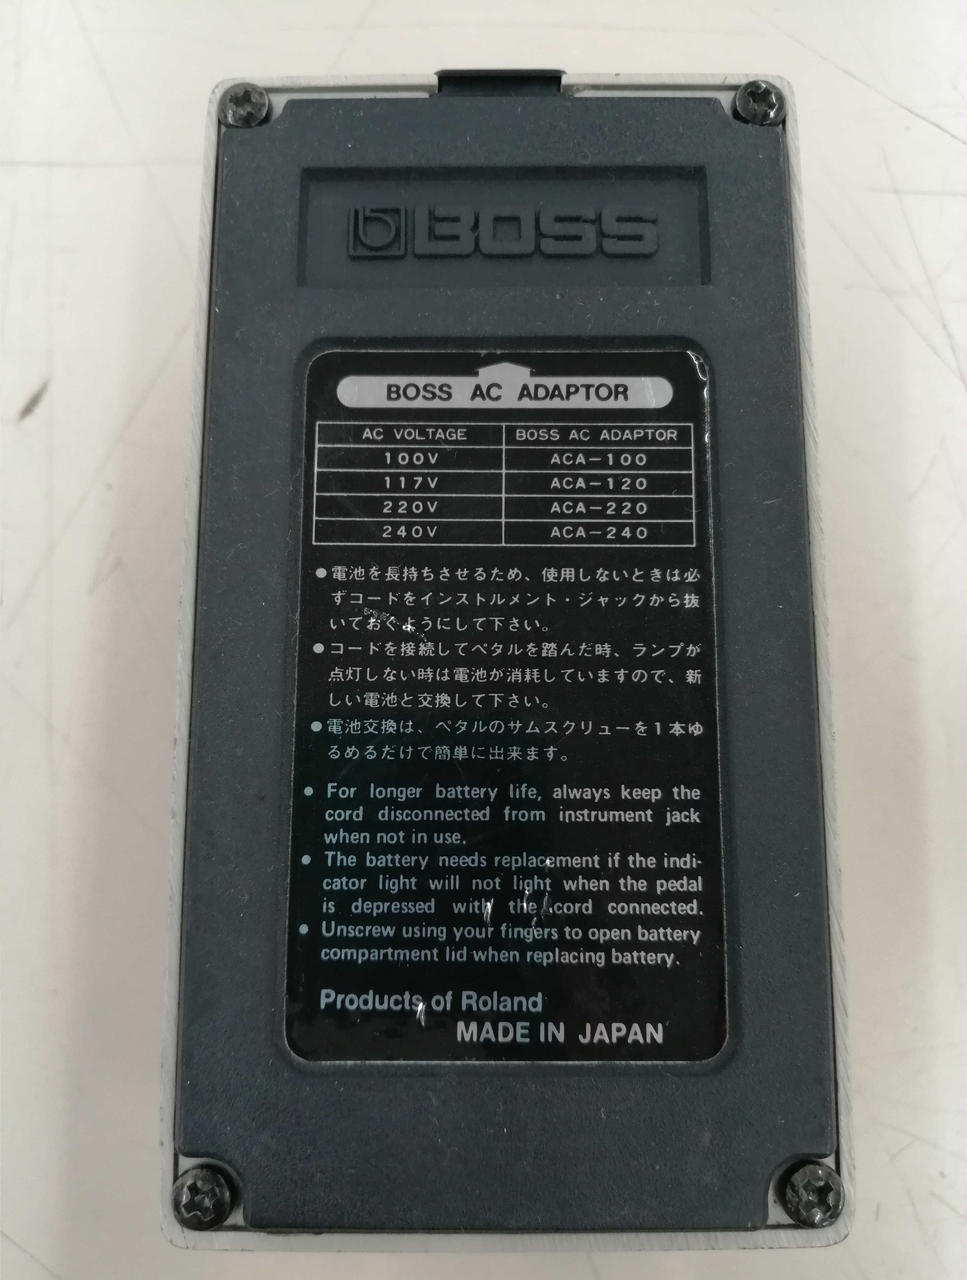 BOSS
BOSS AC ADAPTOR
AC VOLTAGE BOSS AC ADAPTOR
100V ACA-100
117V ACA-120
220V ACA-220
240V ACA-240
●電池を長持ちさせるため、使用しないときは必
ずコードをインストルメント・ジャックから抜
いておくようにして下さい。
●コードを接続してペタルを踏んだ時、ランプが
点灯しない時は電池が消耗していますので、新
しい電池と交換して下さい。
●電池交換は、ペタルのサムスクリューを1本ゆ
るめるだけで簡単に出来ます。
● For longer battery life, always keep the
cord disconnected from instrument jack
when not in use.
● The battery needs replacement if the indi-
cator light will not light when the pedal
is depressed with the cord connected.
● Unscrew using your fingers to open battery
compartment lid when replacing battery.
Products of Roland
MADE IN JAPAN